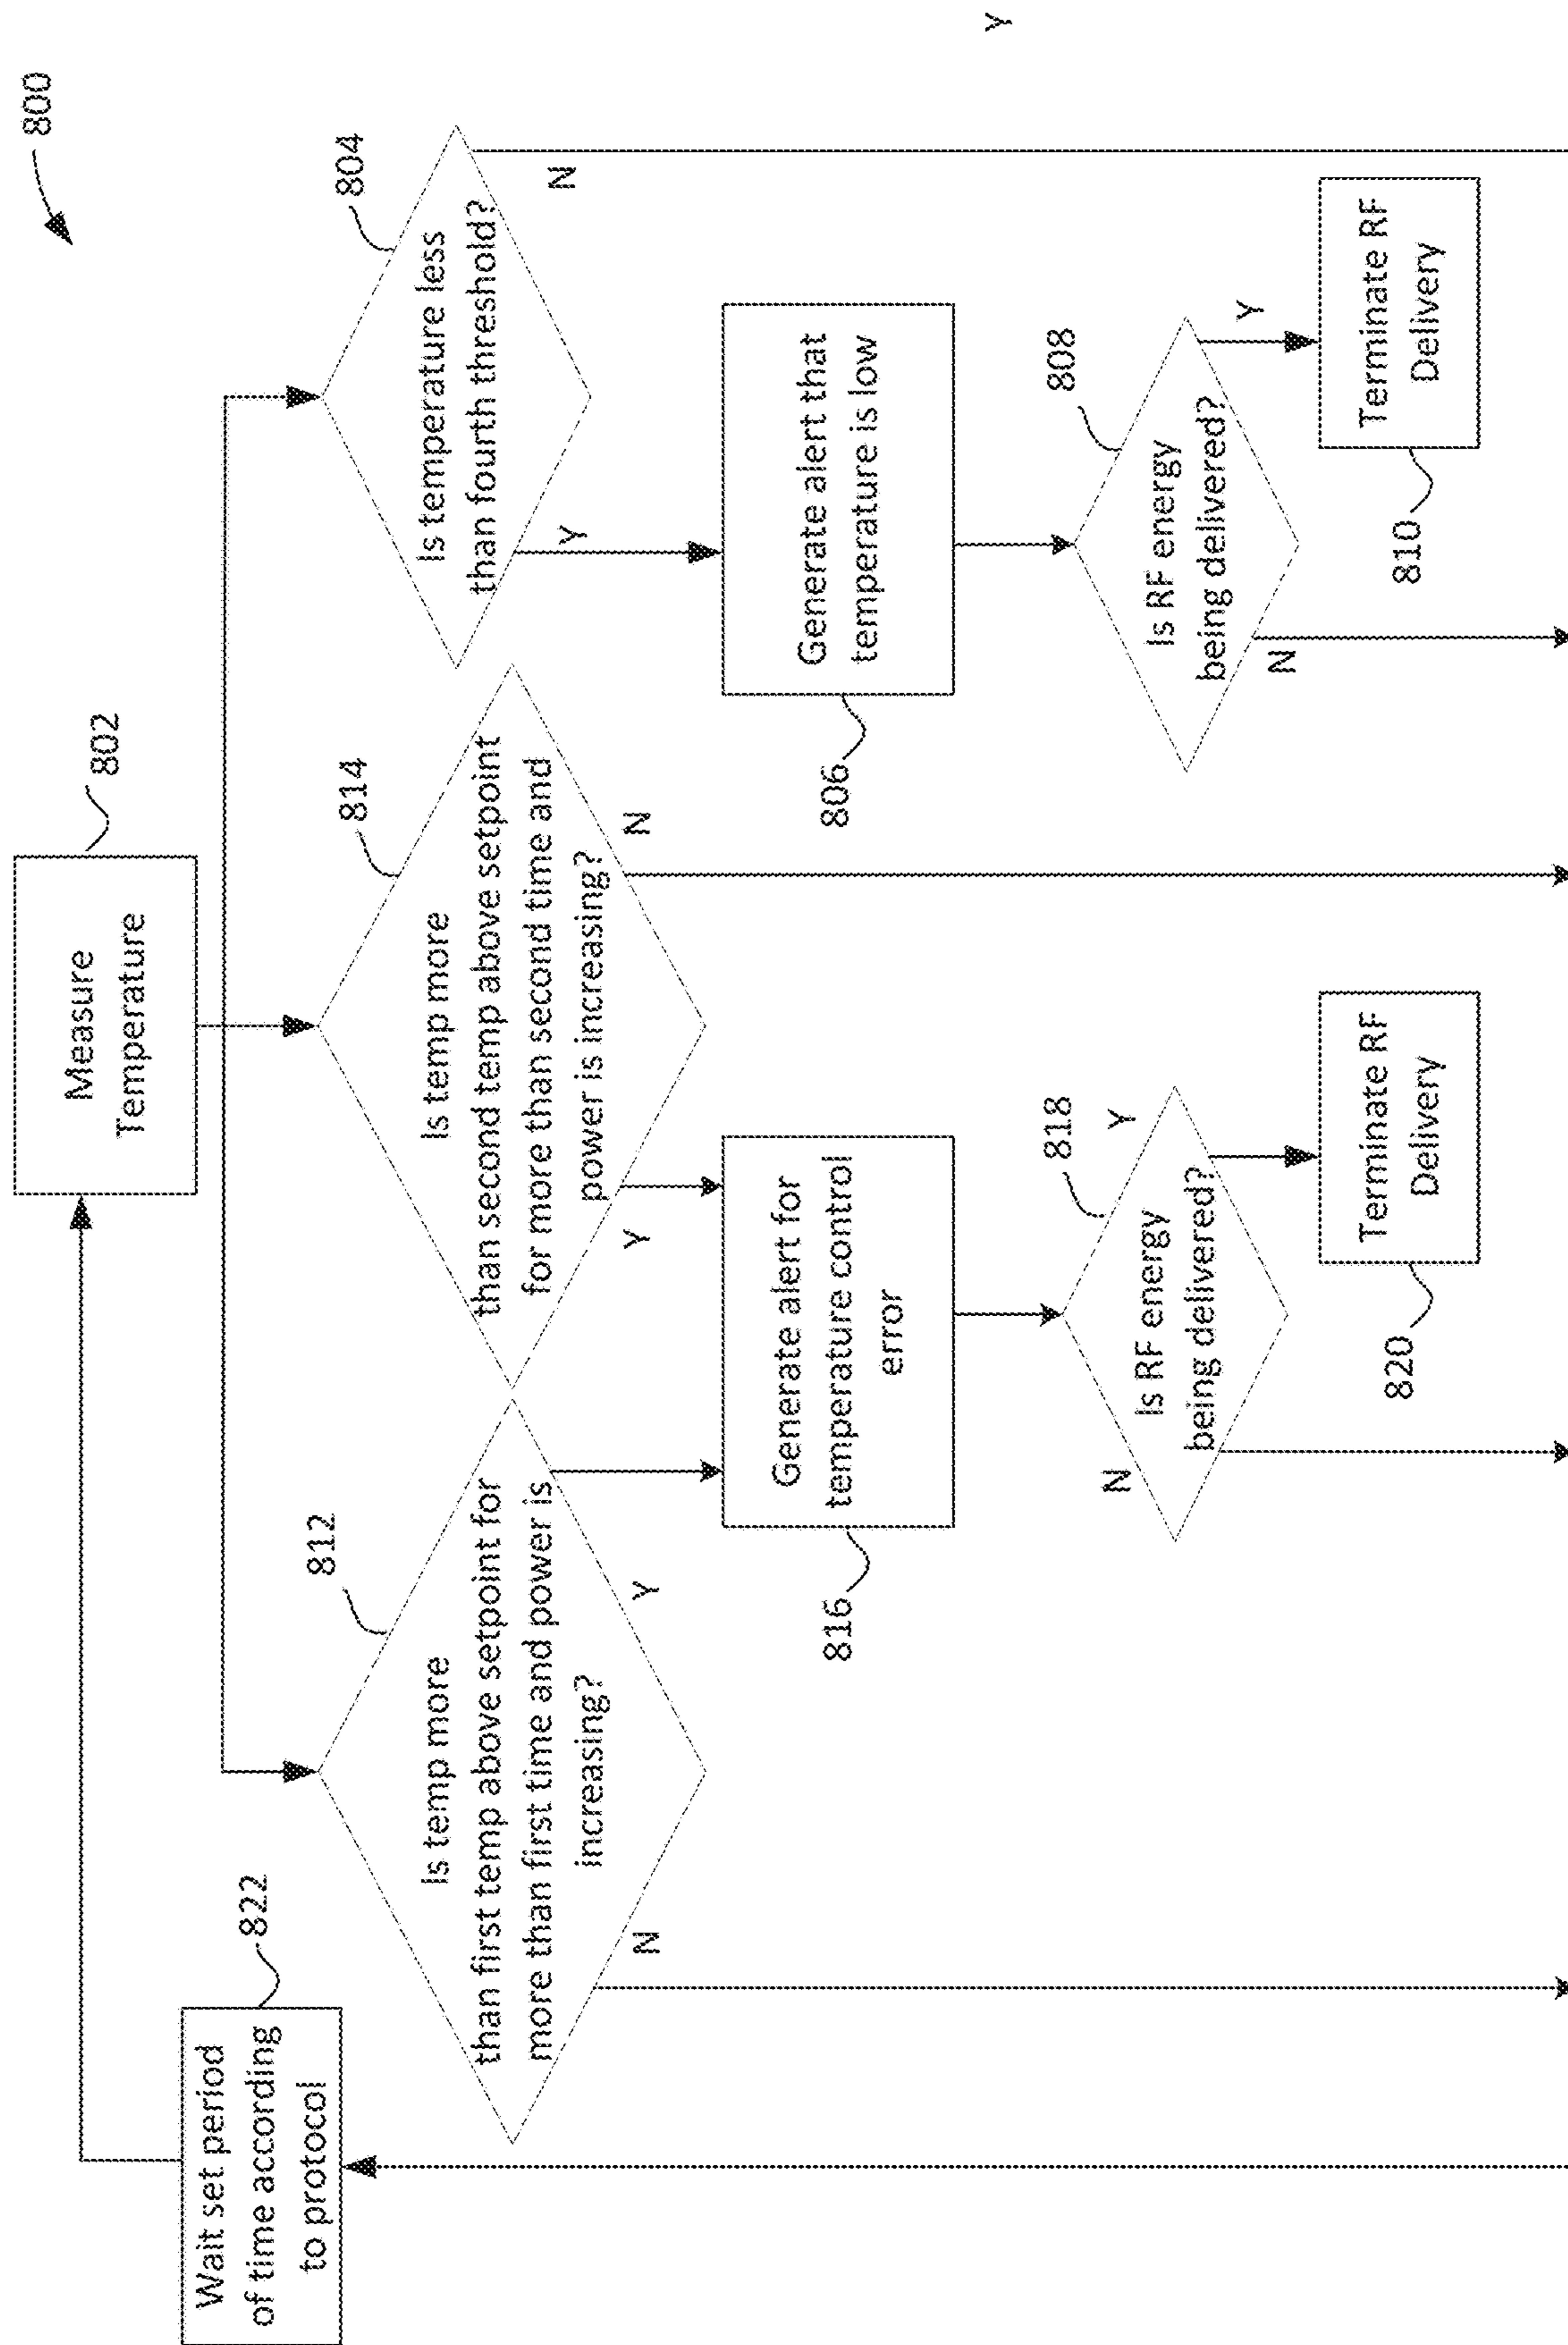 800
Measure
Temperature
802
Wait set period
of time according
to protocol
822
812
Is temp more
than first temp above setpoint for
more than first time and power is
increasing?
N
Y
814
Is temp more
than second temp above setpoint
for more than second time and
power is increasing?
Y
N
804
Is temperature less
than fourth threshold?
Y
N
Y
816
Generate alert for
temperature control
error
806
Generate alert that
temperature is low
818
Is RF energy
being delivered?
N
Y
808
Is RF energy
being delivered?
N
Y
820
Terminate RF
Delivery
810
Terminate RF
Delivery